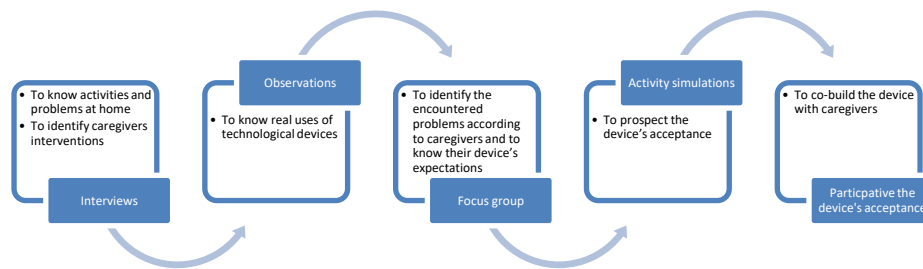 • To know activities and
problems at home
• To identify caregivers
interventions
Interviews
Observations
• To know real uses of
technological devices
• To identify the
encountered
problems according
to caregivers and to
know their device's
expectations
Focus group
Activity simulations
• To prospect the
device's acceptance
• To co-build the device
with caregivers
Particpative the
device's acceptance